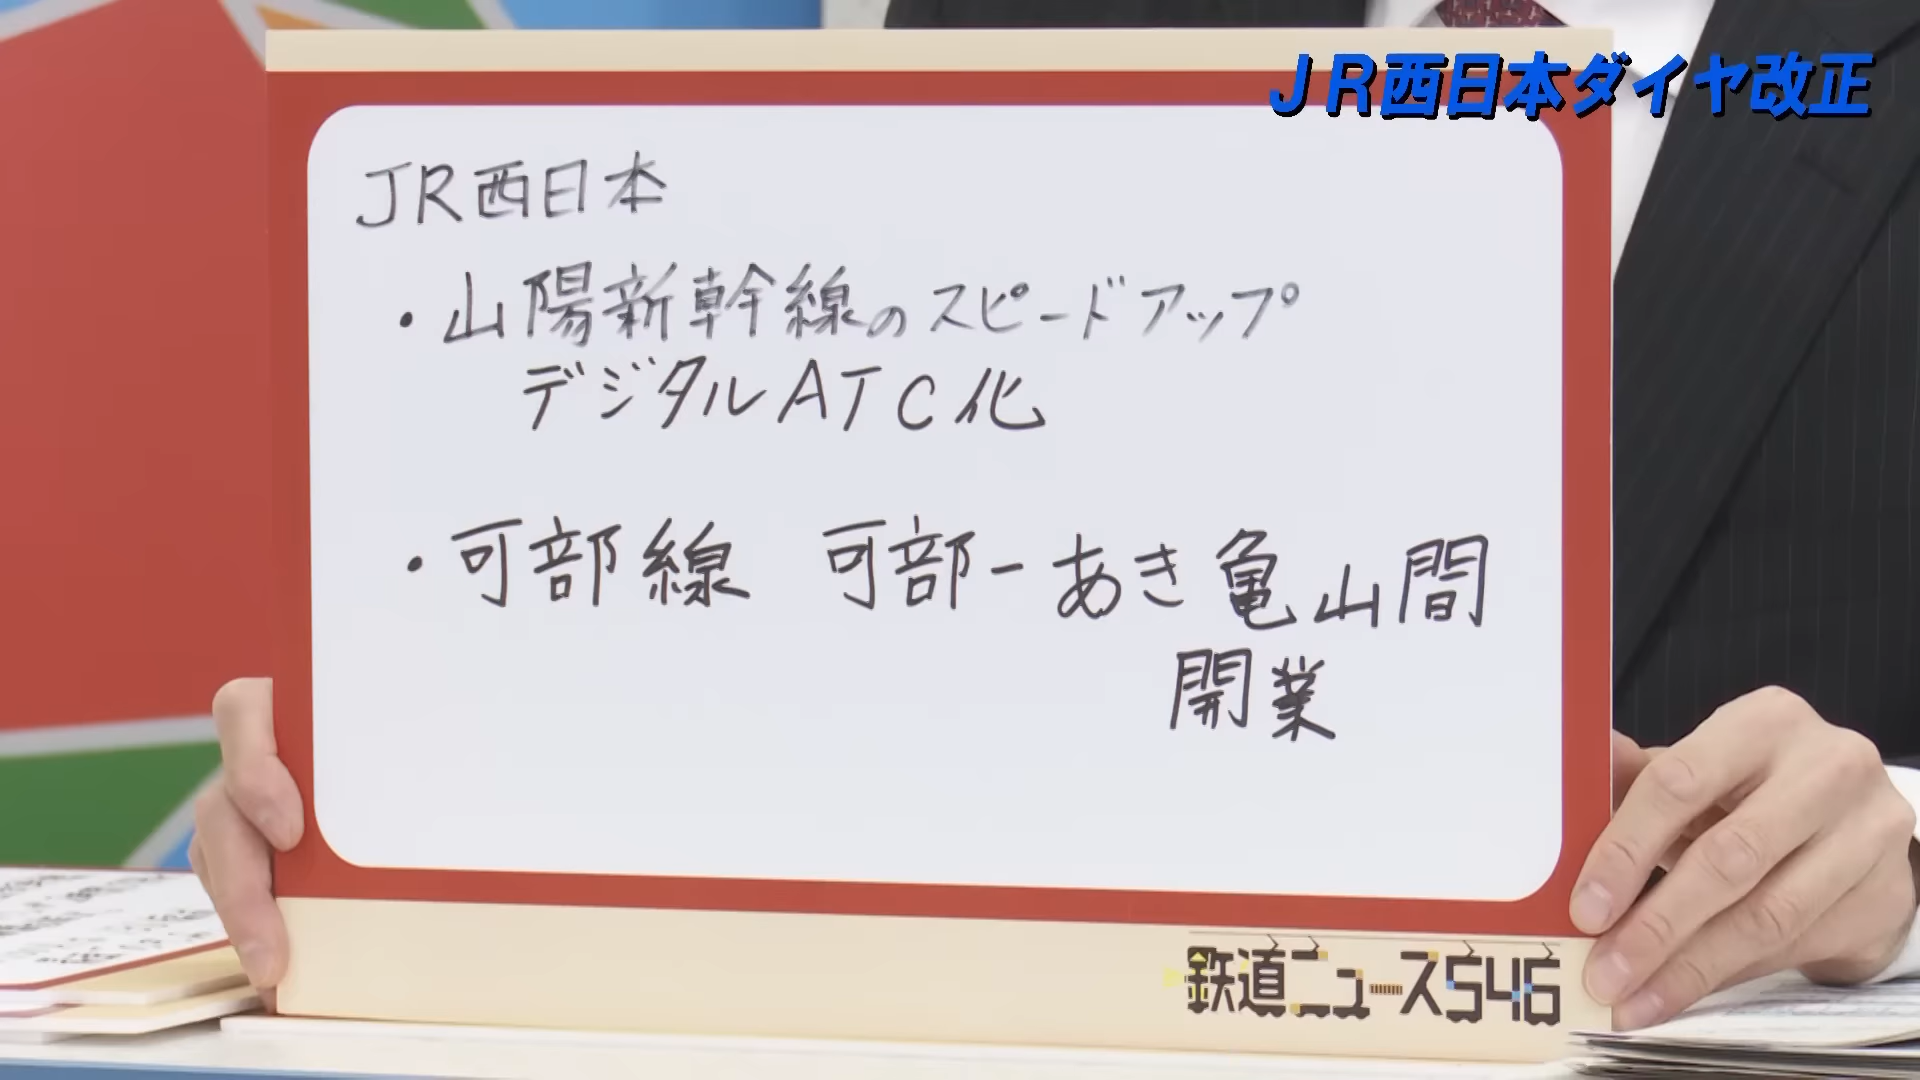 JR西日本ダイヤ改正
JR西日本
・山陽新幹線のスピードアップ
デジタルATC化
・可部線 可部-あき亀山間
開業
鉄道ニュース546